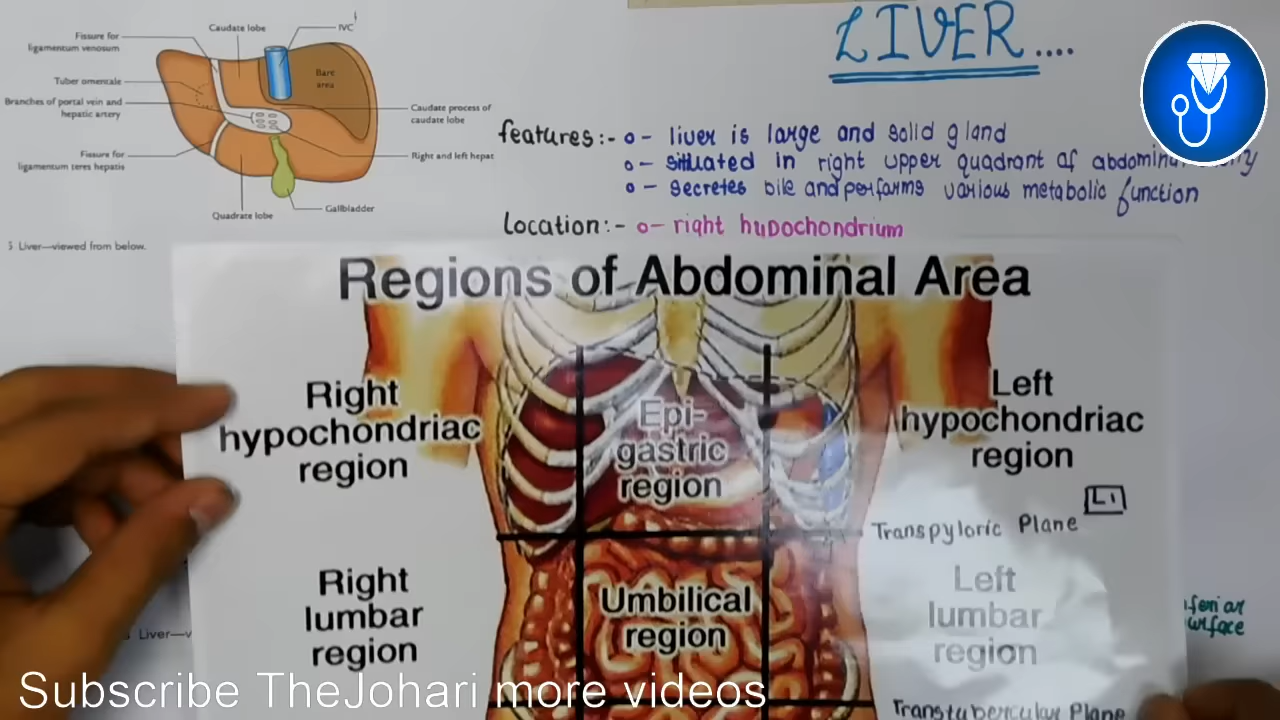 Caudate lobe
IVC
Fissure for
ligamentum venosum
Bare
area
Tuber omentale
Branches of portal vein and
hepatic artery
Caudate process of
caudate lobe
Fissure for
ligamentum teres hepatis
Right and left hepat
Quadrate lobe
Gallbladder
5 Liver—viewed from below.
LIVER....
features:- o- liver is large and solid gland
o- situated in right upper quadrant of abdomin
o- secretes bile and performs various metabolic function
Location:- o- right hypochondrium
Regions of Abdominal Area
Right
hypochondriac
region
Epi-
gastric
region
Left
hypochondriac
region
L1
Transpyloric Plane
Right
lumbar
region
Umbilical
region
Left
lumbar
region
Transtubercular Plane
Liver—v
Subscribe TheJohari more videos